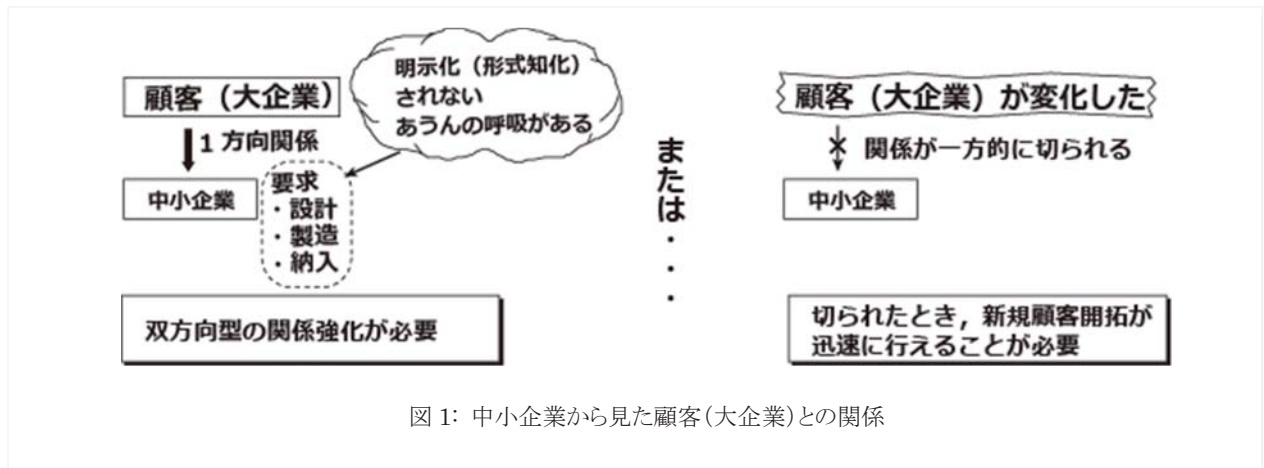 顧客（大企業）
1 方向関係
中小企業
明示化（形式知化）
されない
あうんの呼吸がある
要求
・設計
・製造
・納入
双方向型の関係強化が必要
または・・・
顧客（大企業）が変化した
関係が一方的に切られる
中小企業
切られたとき，新規顧客開拓が
迅速に行えることが必要
図 1: 中小企業から見た顧客(大企業)との関係